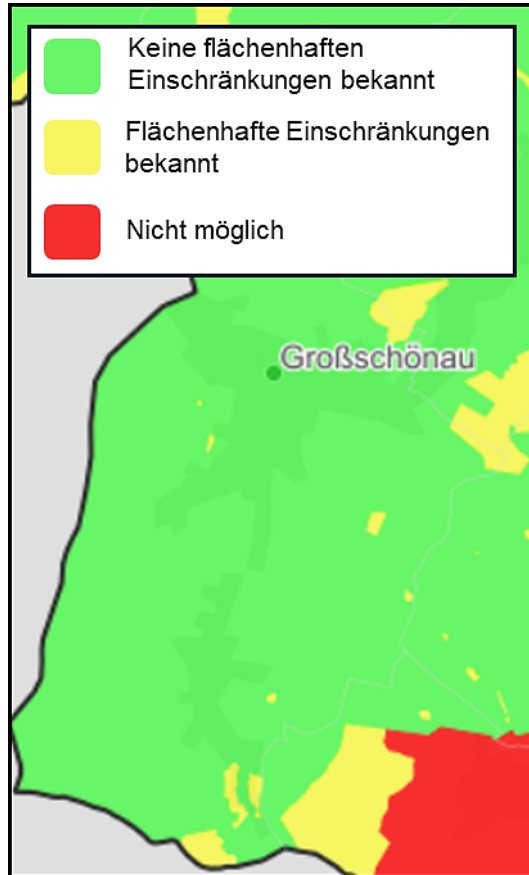 Keine flächenhaften
Einschränkungen bekannt
Flächenhafte Einschränkungen
bekannt
Nicht möglich
Großschönau